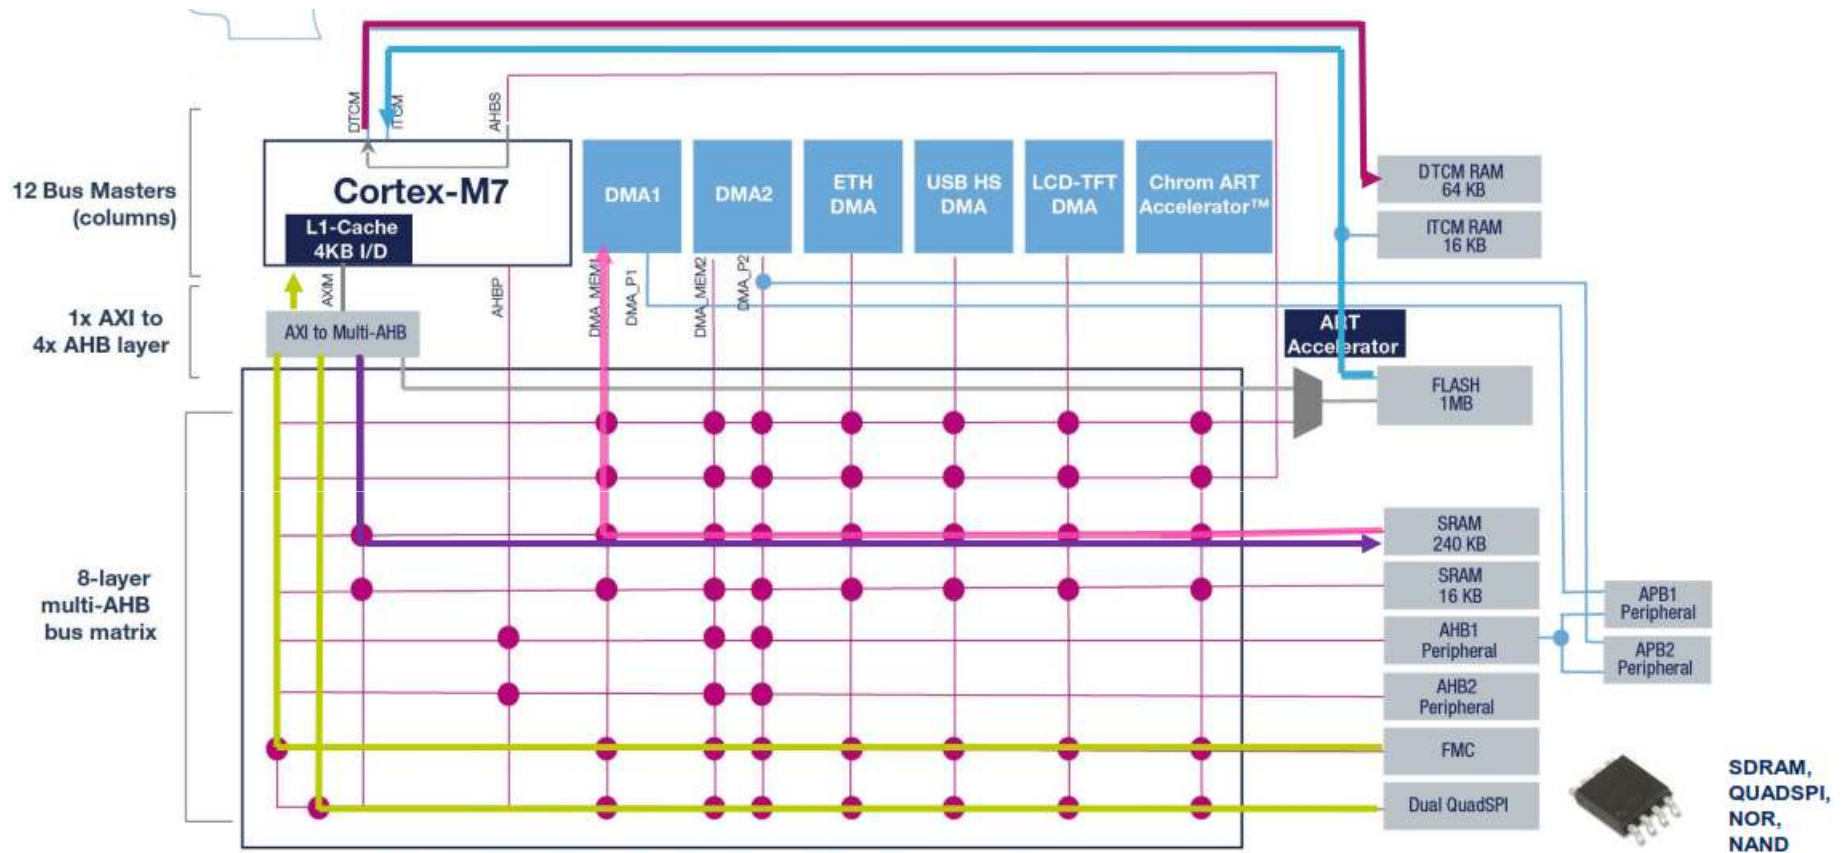 DTCM
ITCM
AHBS
12 Bus Masters
(columns)
Cortex-M7
L1-Cache
4KB I/D
DMA1
DMA2
ETH
DMA
USB HS
DMA
LCD-TFT
DMA
Chrom ART
Accelerator™
DTCM RAM
64 KB
ITCM RAM
16 KB
AXIM
AHBP
DMA_MEM1
DMA_P1
DMA_MEM2
DMA_P2
1x AXI to
4x AHB layer
AXI to Multi-AHB
ART
Accelerator
FLASH
1MB
8-layer
multi-AHB
bus matrix
SRAM
240 KB
SRAM
16 KB
AHB1
Peripheral
AHB2
Peripheral
FMC
Dual QuadSPI
APB1
Peripheral
APB2
Peripheral
SDRAM,
QUADSPI,
NOR,
NAND